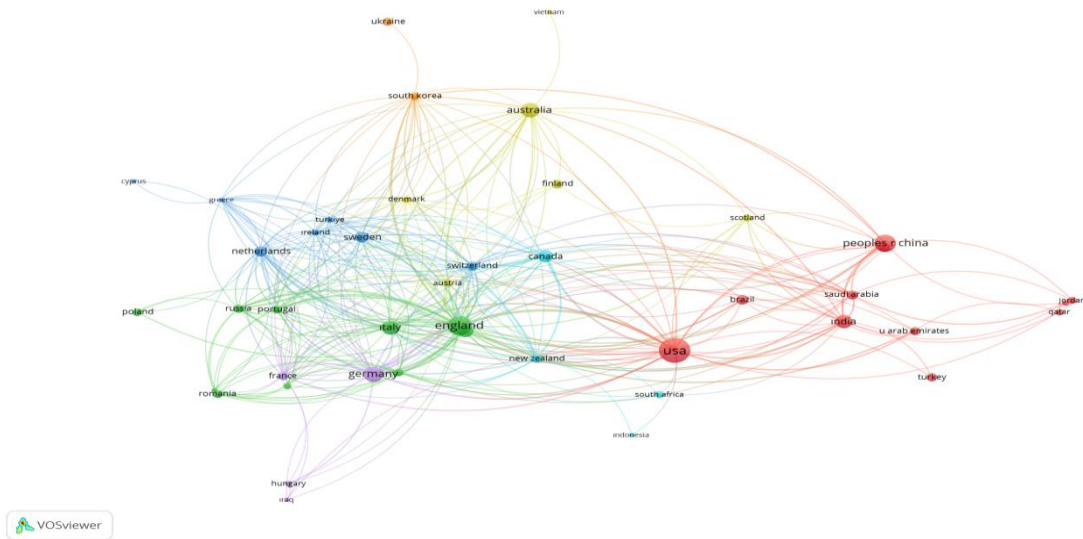 vietnam
ukraine
south korea
australia
cyprus
finland
greece
denmark
turkiye
scotland
ireland
sweden
peoples r china
netherlands
canada
switzerland
austria
saudi arabia
brazil
jordan
russia
portugal
poland
qatar
italy
england
india
u arab emirates
usa
new zealand
france
germany
turkey
romania
south africa
indonesia
hungary
iraq
VOSviewer